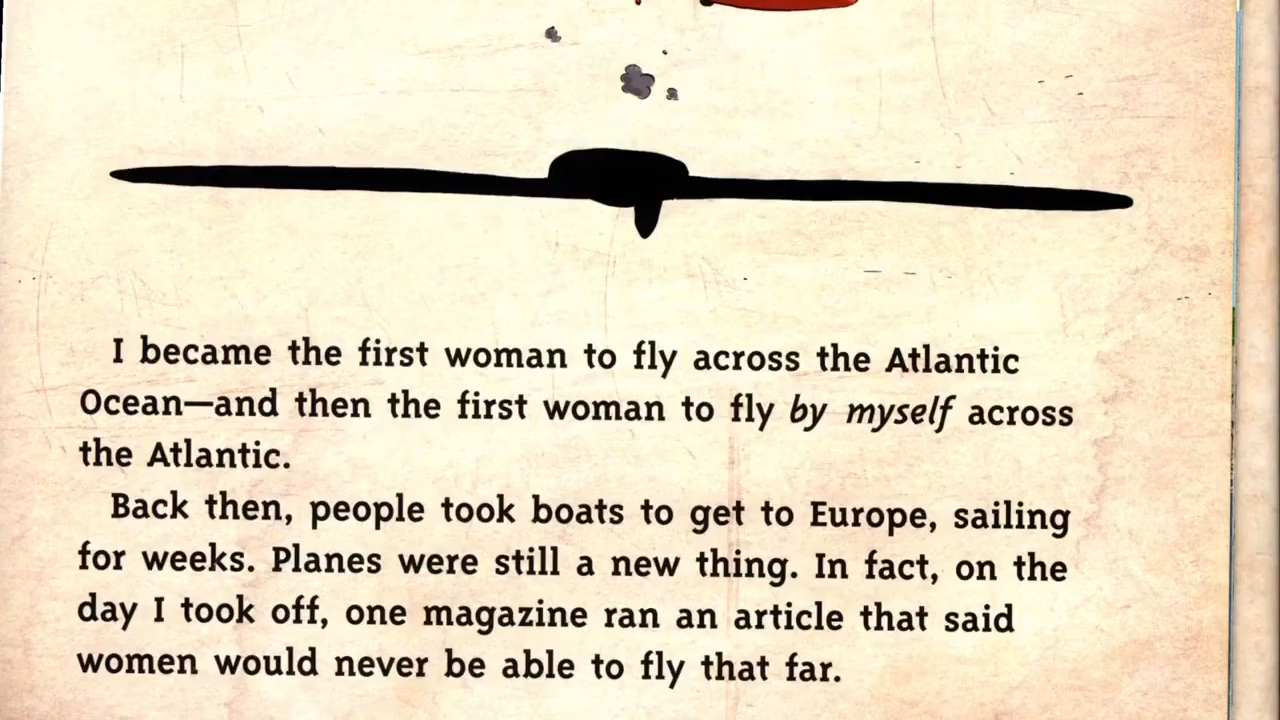 I became the first woman to fly across the Atlantic
Ocean—and then the first woman to fly by myself across
the Atlantic.
Back then, people took boats to get to Europe, sailing
for weeks. Planes were still a new thing. In fact, on the
day I took off, one magazine ran an article that said
women would never be able to fly that far.